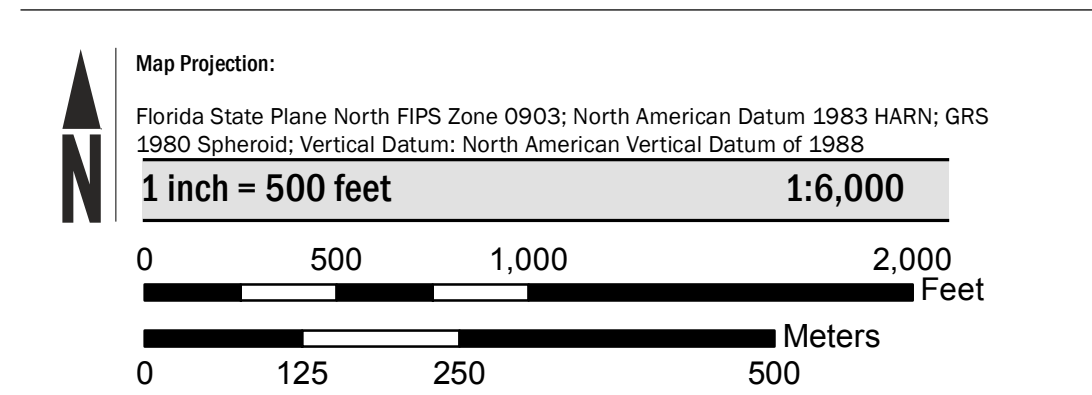 Map Projection:
Florida State Plane North FIPS Zone 0903; North American Datum 1983 HARN; GRS
1980 Spheroid; Vertical Datum: North American Vertical Datum of 1988
N
1 inch = 500 feet 1:6,000
0 500 1,000 2,000
Feet
Meters
0 125 250 500